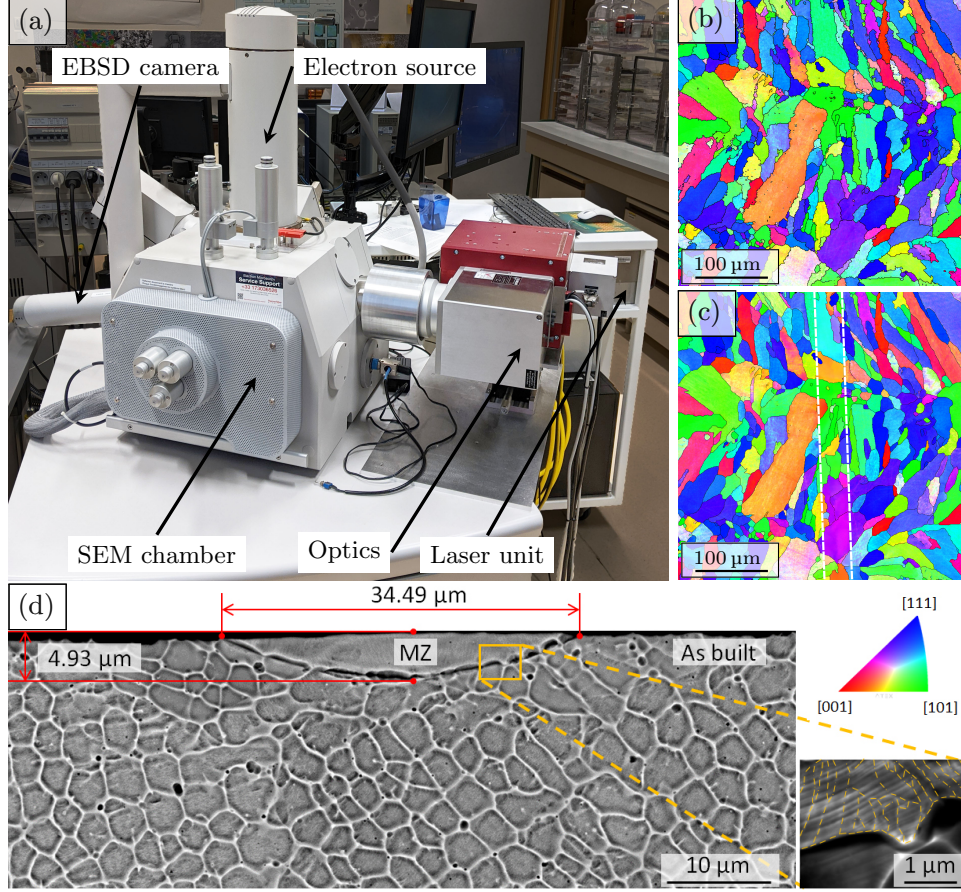 (a)
EBSD camera
Electron source
Service Support
SEM chamber
Optics
Laser unit
(b)
100 µm
(c)
100 µm
(d)
34.49 µm
4.93 µm
MZ
As built
10 µm
[111]
[001]
[101]
1 µm